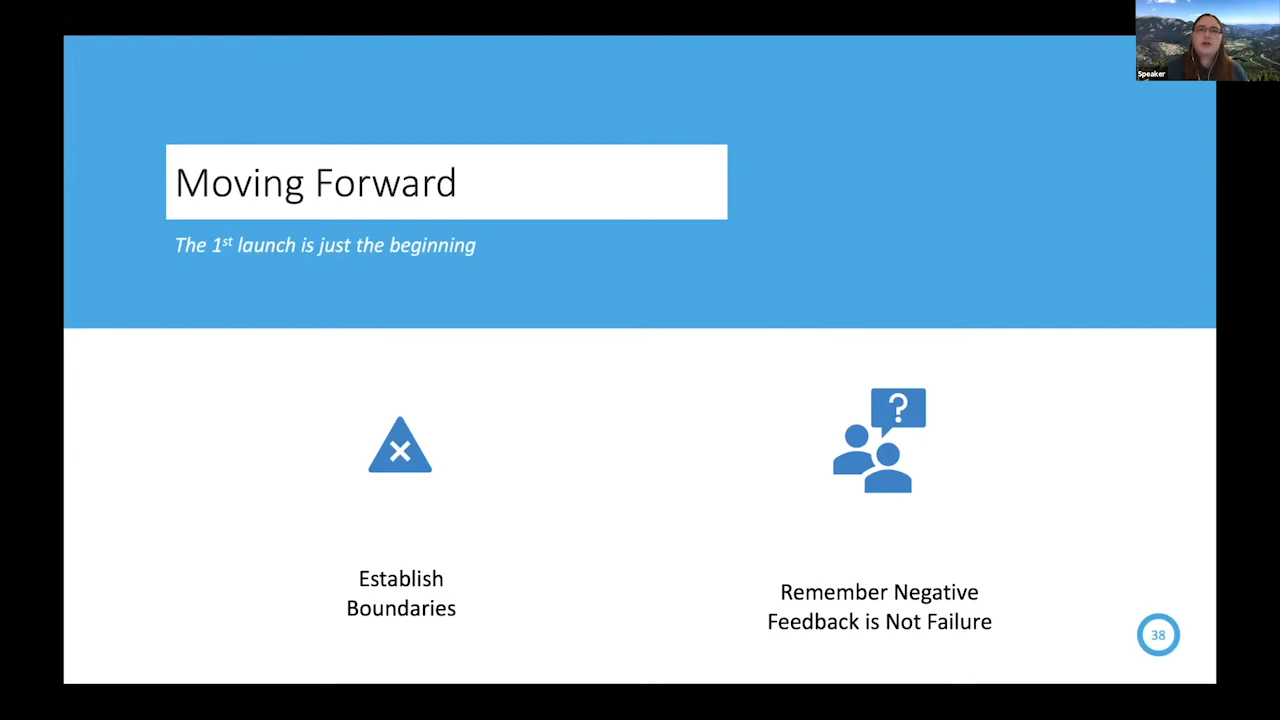 Speaker
Moving Forward
The 1st launch is just the beginning
?
Establish
Boundaries
Remember Negative
Feedback is Not Failure
38